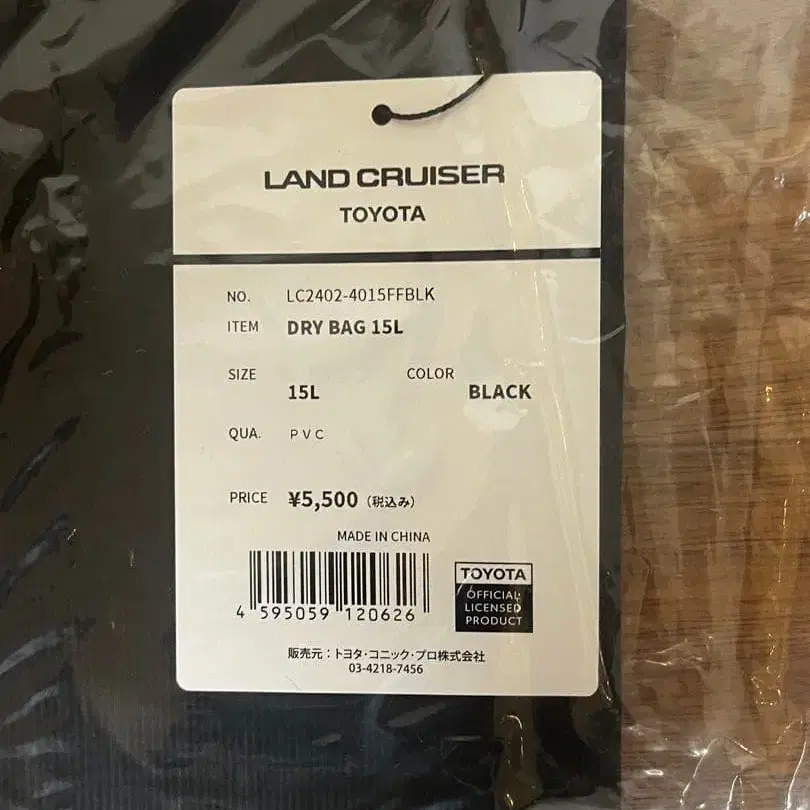 LAND CRUISER
TOYOTA
NO. LC2402-4015FFBLK
ITEM DRY BAG 15L
SIZE 15L COLOR BLACK
QUA. PVC
PRICE ¥5,500 (税込み)
MADE IN CHINA
4 595059 120626
TOYOTA
OFFICIAL
LICENSED
PRODUCT
販売元:トヨタ・コニック・プロ株式会社
03-4218-7456